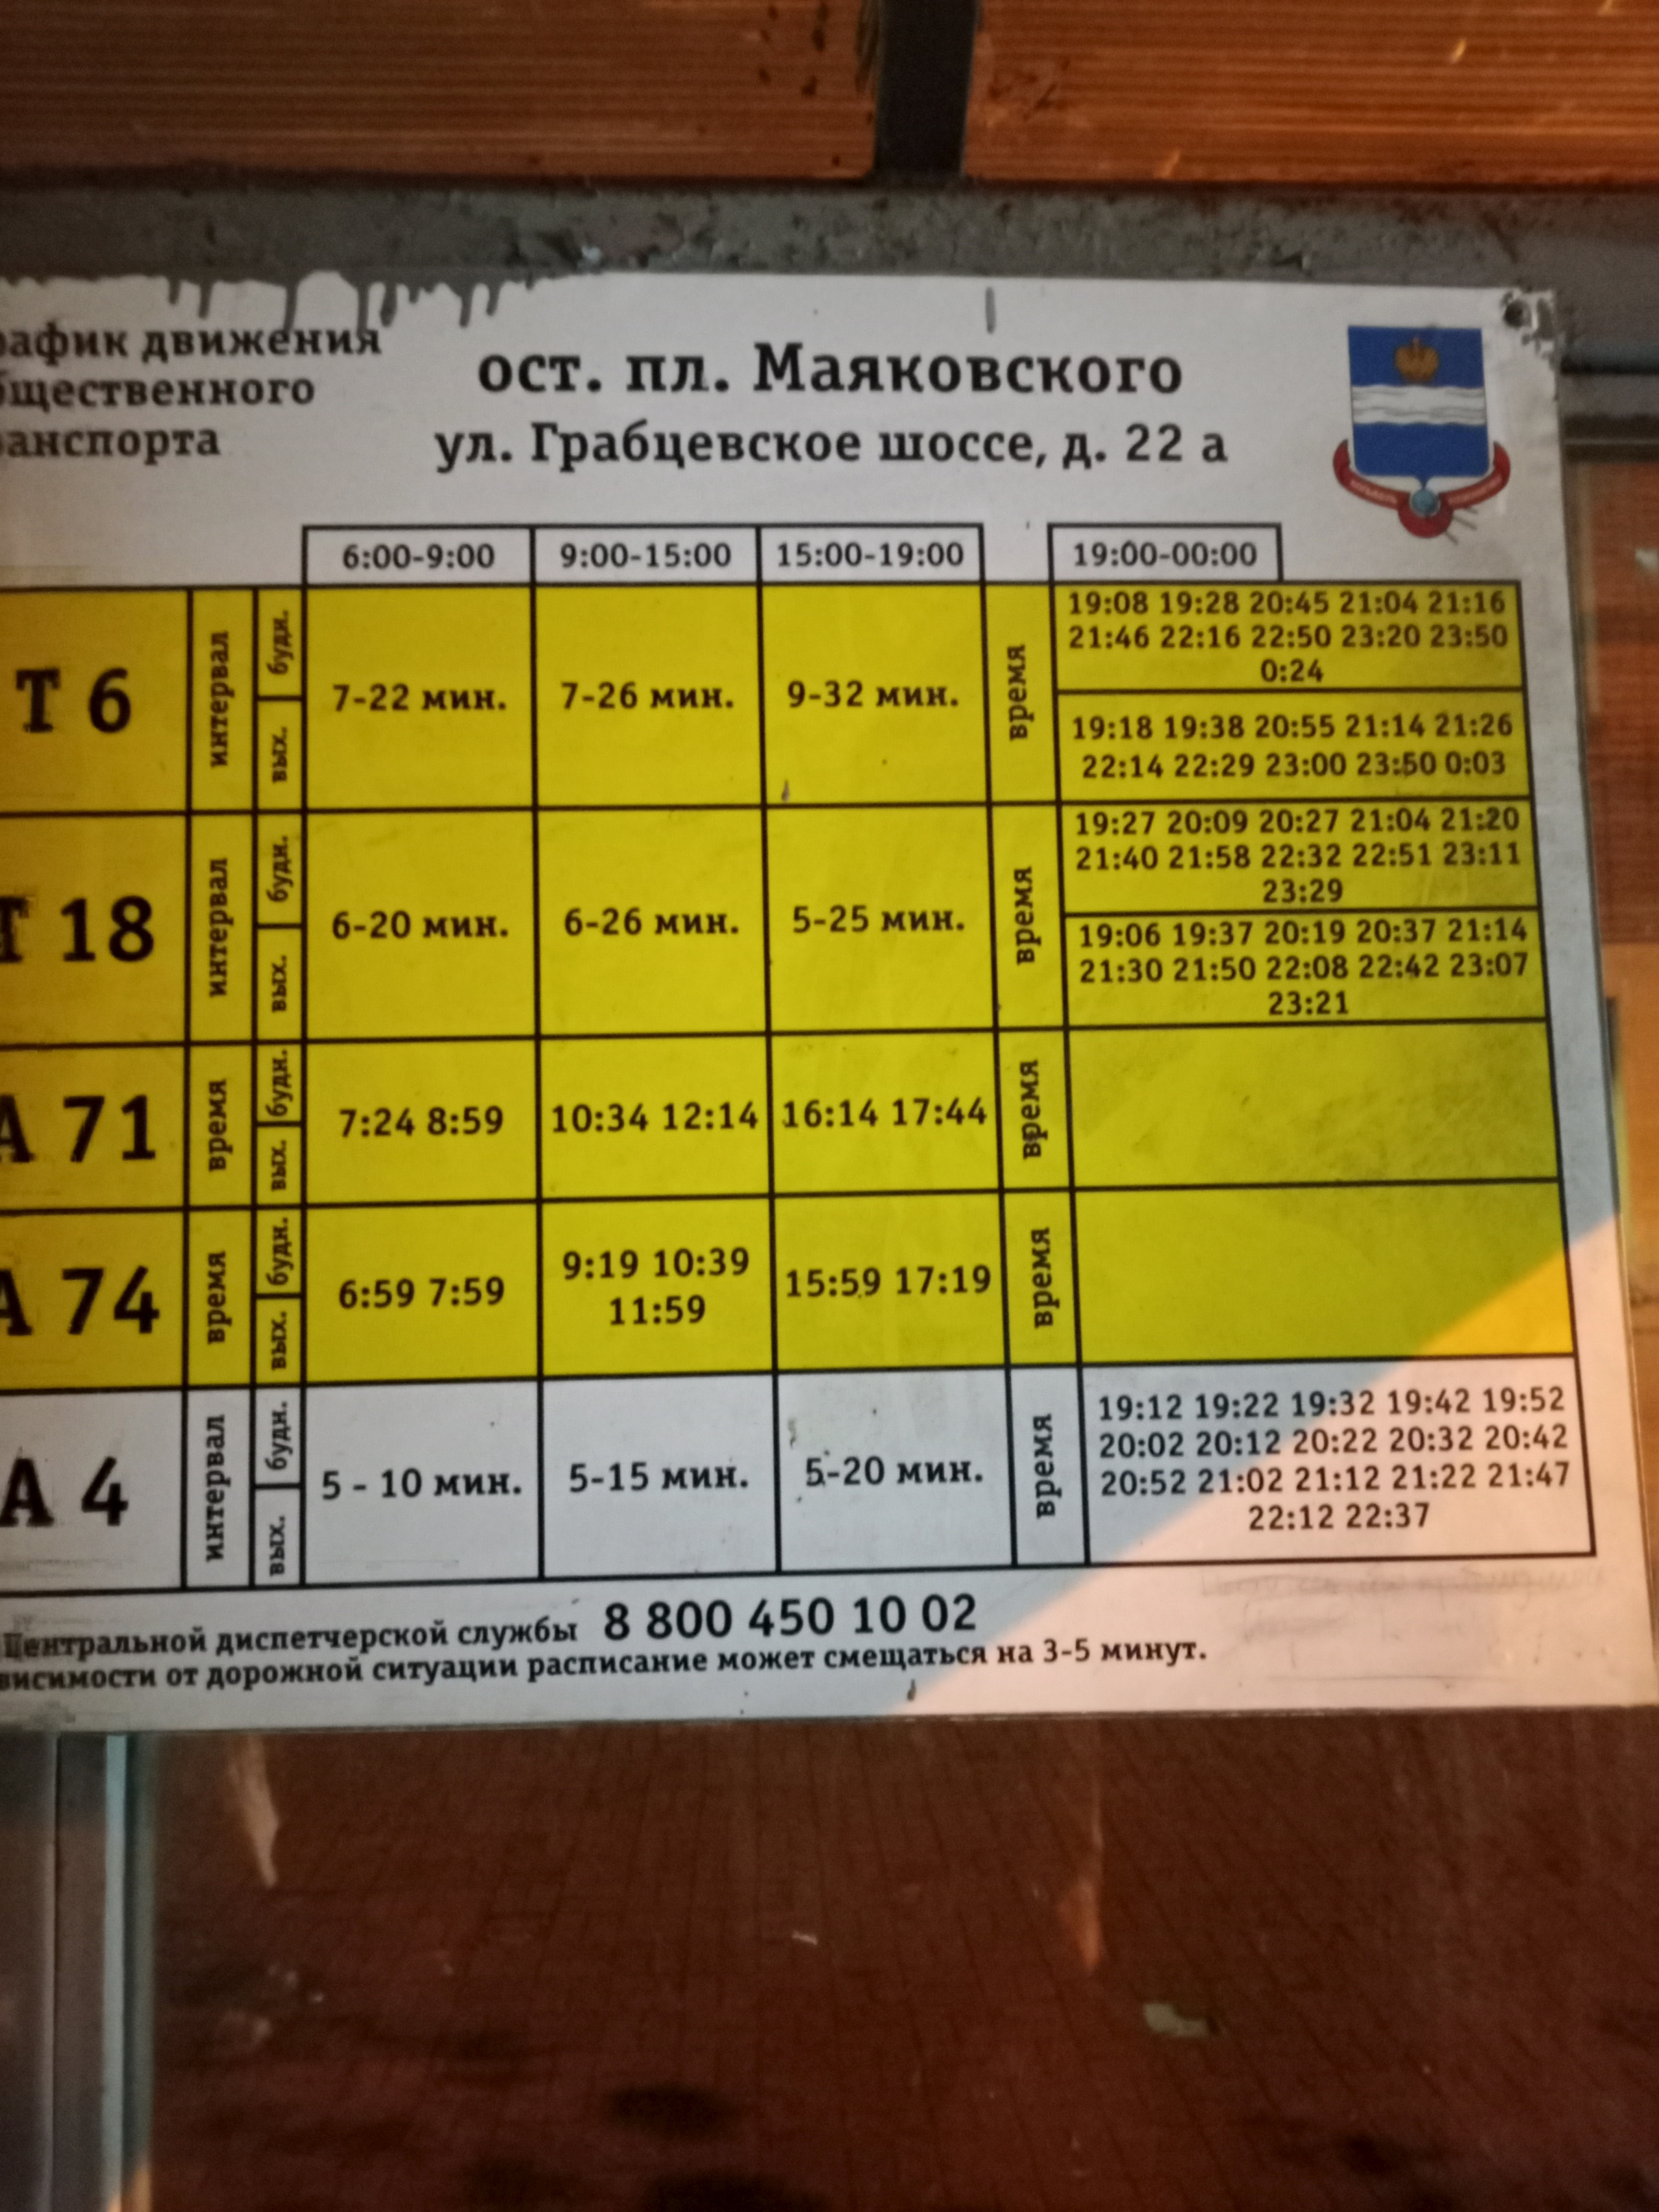 рафик движения
бщественного
ранспорта
ост. пл. Маяковского
ул. Грабцевское шоссе, д. 22 а
6:00-9:00 9:00-15:00 15:00-19:00 19:00-00:00
Т 6 интервал будн. вых. 7-22 мин. 7-26 мин. 9-32 мин. время
19:08 19:28 20:45 21:04 21:16
21:46 22:16 22:50 23:20 23:50
0:24
19:18 19:38 20:55 21:14 21:26
22:14 22:29 23:00 23:50 0:03
Т 18 интервал будн. вых. 6-20 мин. 6-26 мин. 5-25 мин. время
19:27 20:09 20:27 21:04 21:20
21:40 21:58 22:32 22:51 23:11
23:29
19:06 19:37 20:19 20:37 21:14
21:30 21:50 22:08 22:42 23:07
23:21
А 71 время будн. вых. 7:24 8:59 10:34 12:14 16:14 17:44 время
А 74 время будн. вых. 6:59 7:59 9:19 10:39
11:59
15:59 17:19 время
А 4 интервал будн. вых. 5 - 10 мин. 5-15 мин. 5-20 мин. время
19:12 19:22 19:32 19:42 19:52
20:02 20:12 20:22 20:32 20:42
20:52 21:02 21:12 21:22 21:47
22:12 22:37
Центральной диспетчерской службы 8 800 450 10 02
висимости от дорожной ситуации расписание может смещаться на 3-5 минут.